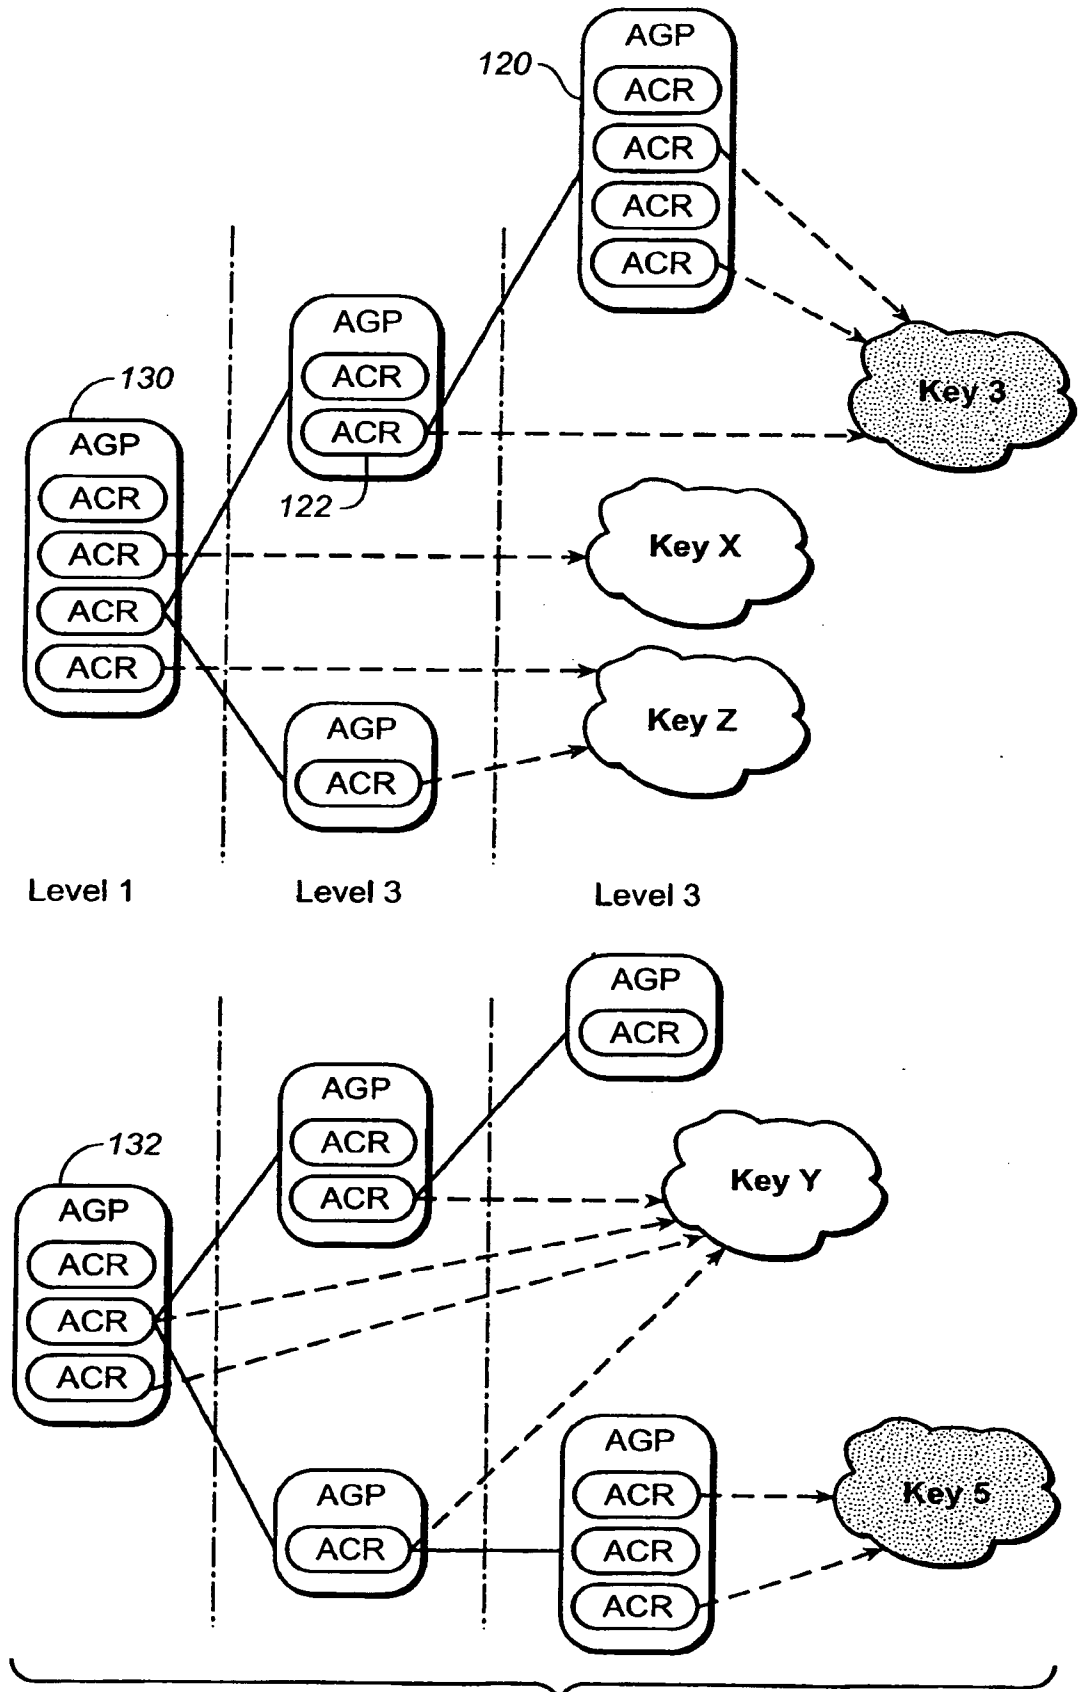 AGP
120
ACR
ACR
ACR
ACR
AGP
ACR
ACR
122
Key 3
130
AGP
ACR
ACR
ACR
ACR
Key X
Key Z
AGP
ACR
Level 1
Level 3
Level 3
AGP
ACR
AGP
ACR
ACR
Key Y
132
AGP
ACR
ACR
ACR
AGP
ACR
AGP
ACR
ACR
ACR
Key 5